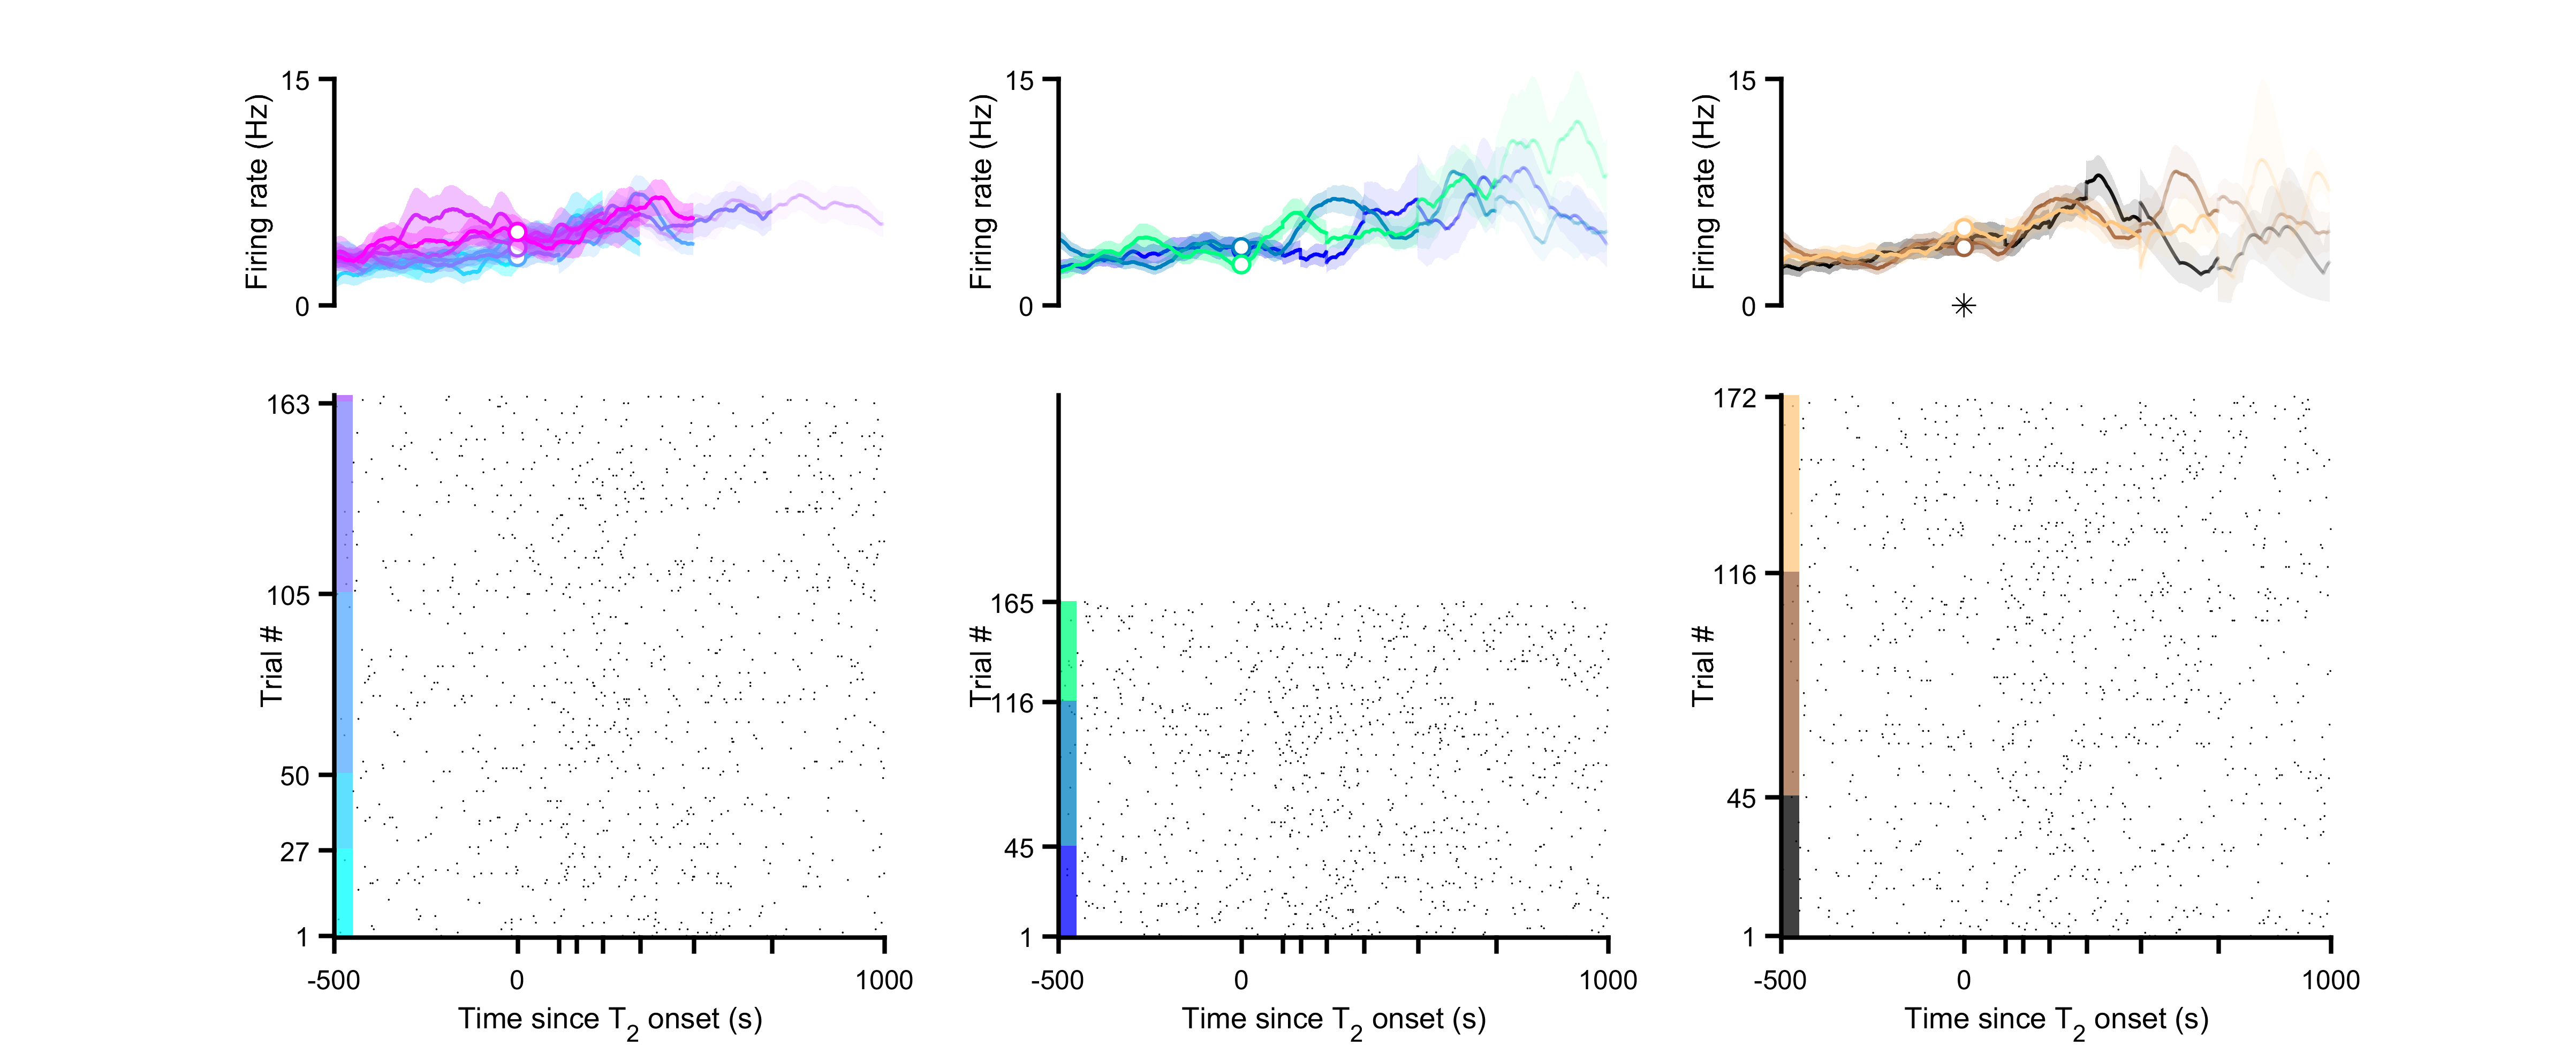 15
Firing rate (Hz)
0
15
Firing rate (Hz)
0
15
Firing rate (Hz)
0
163
105
50
27
1
Trial #
-500 0 1000
Time since T2 onset (s)
165
116
45
1
Trial #
-500 0 1000
Time since T2 onset (s)
172
116
45
1
Trial #
-500 0 1000
Time since T2 onset (s)